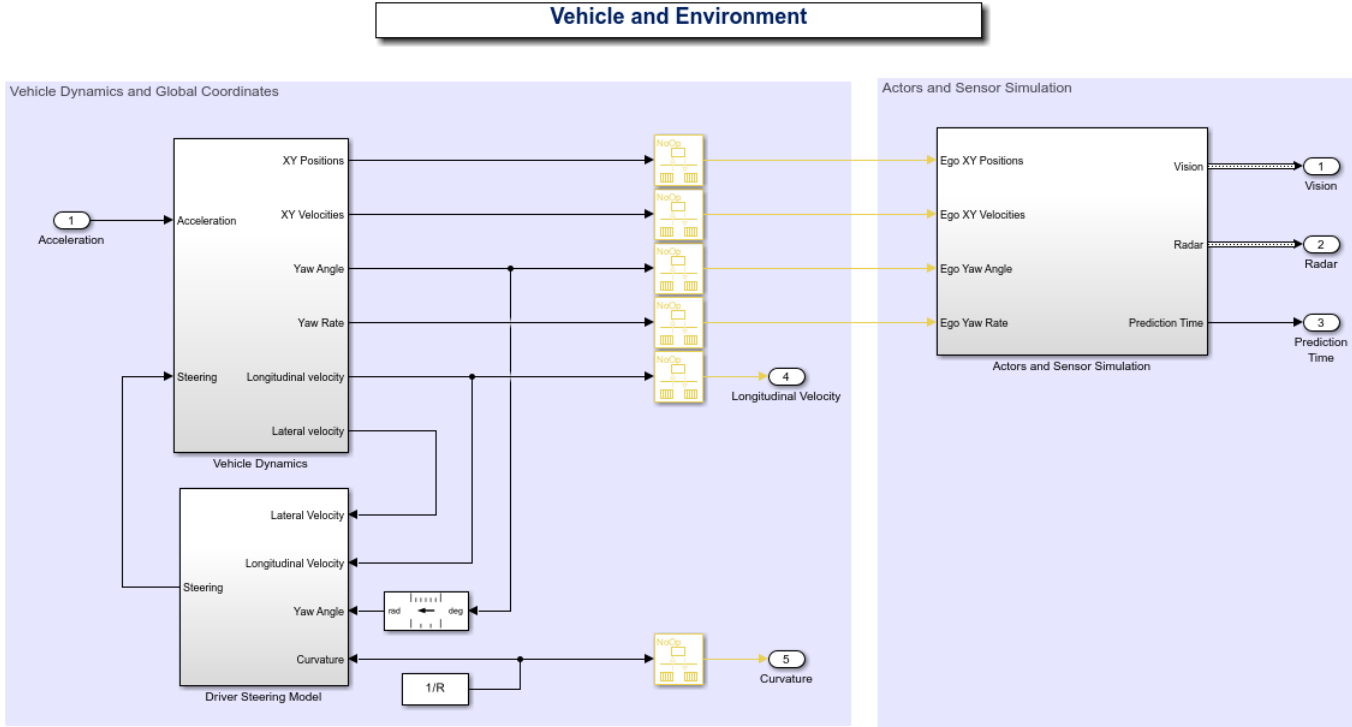 Vehicle and Environment
Vehicle Dynamics and Global Coordinates
1
Acceleration
Acceleration
Steering
XY Positions
XY Velocities
Yaw Angle
Yaw Rate
Longitudinal velocity
Lateral velocity
Vehicle Dynamics
NoOp
NoOp
NoOp
NoOp
NoOp
4
Longitudinal Velocity
Lateral Velocity
Longitudinal Velocity
Steering
Yaw Angle
Curvature
Driver Steering Model
rad
deg
1/R
NoOp
5
Curvature
Actors and Sensor Simulation
Ego XY Positions
Ego XY Velocities
Ego Yaw Angle
Ego Yaw Rate
Vision
Radar
Prediction Time
Actors and Sensor Simulation
1
Vision
2
Radar
3
Prediction
Time